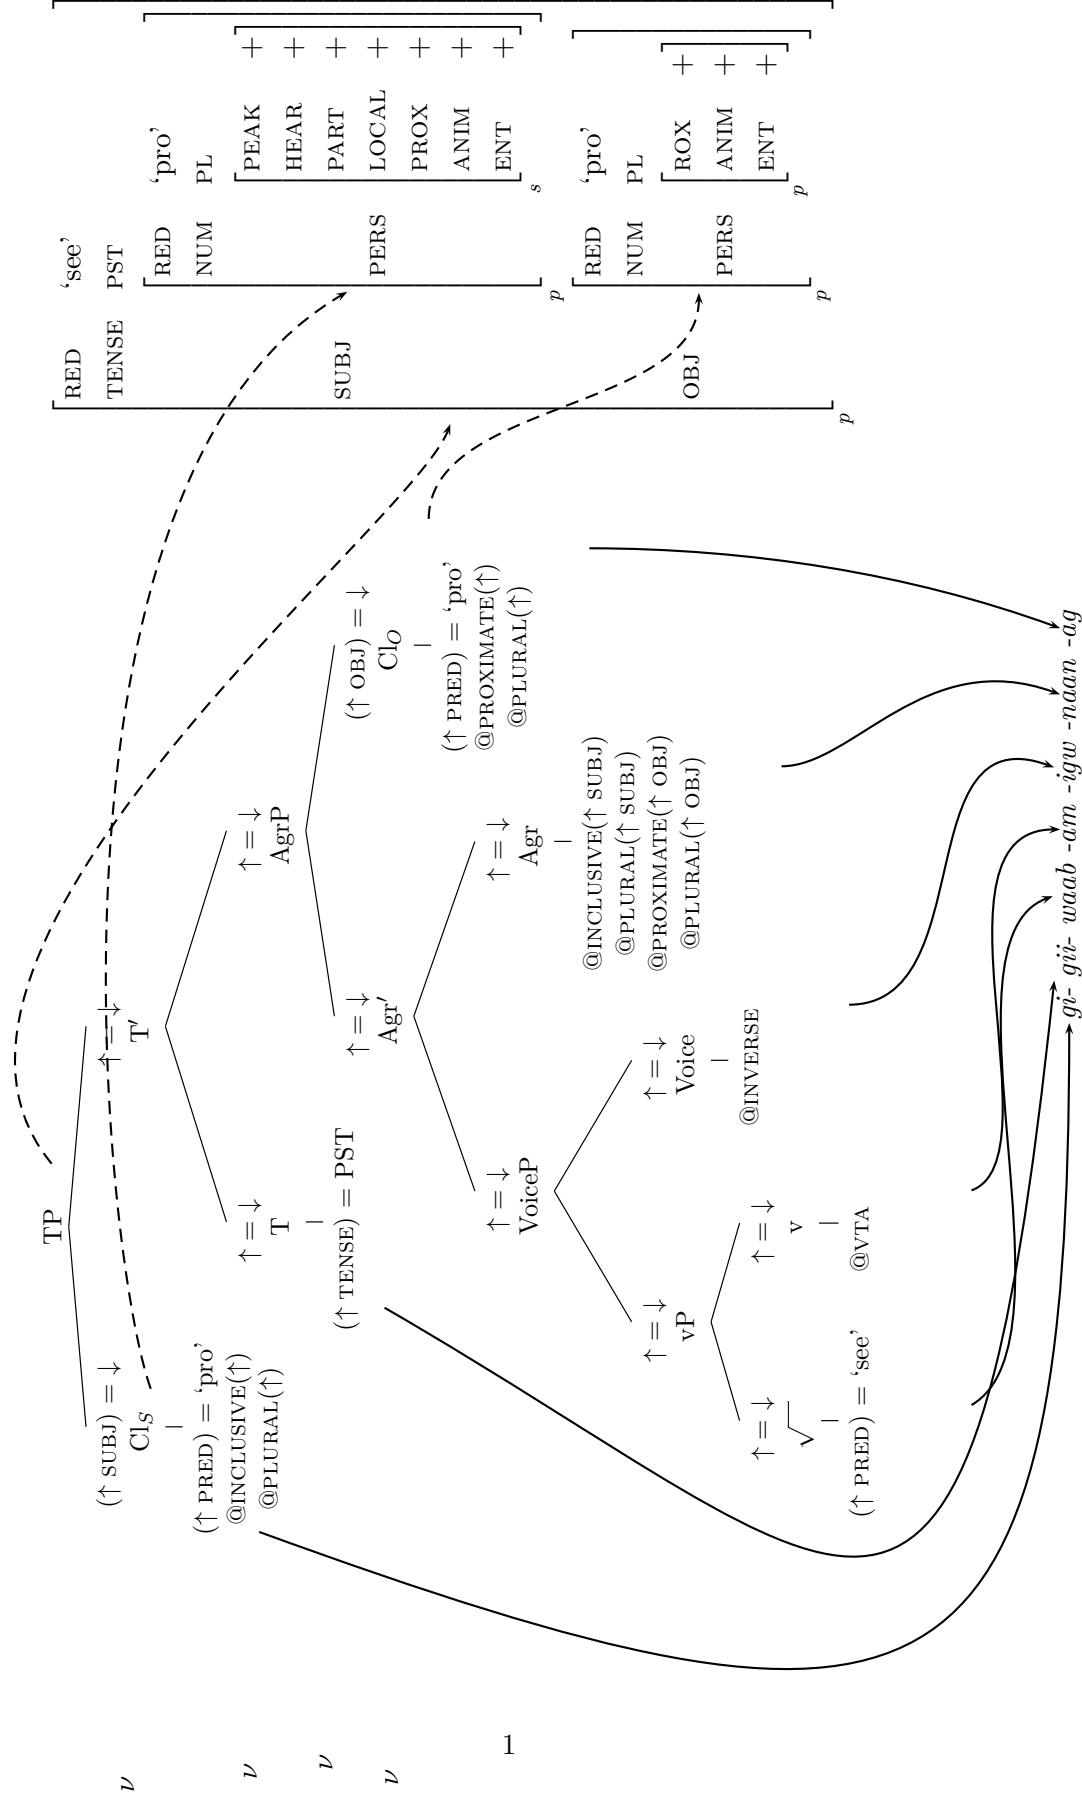 TP
(↑ SUBJ) = ↓
Cl_S
(↑ PRED) = ‘pro’
@INCLUSIVE(↑)
@PLURAL(↑)
↑ = ↓
T′
↑ = ↓
T
(↑ TENSE) = PST
↑ = ↓
AgrP
↑ = ↓
Agr′
(↑ OBJ) = ↓
Cl_O
(↑ PRED) = ‘pro’
@PROXIMATE(↑)
@PLURAL(↑)
↑ = ↓
VoiceP
↑ = ↓
Agr
@INCLUSIVE(↑ SUBJ)
@PLURAL(↑ SUBJ)
@PROXIMATE(↑ OBJ)
@PLURAL(↑ OBJ)
↑ = ↓
vP
↑ = ↓
Voice
@INVERSE
↑ = ↓
√
(↑ PRED) = ‘see’
↑ = ↓
v
@VTA
gi- gii- waab -am -igw -naan -ag
RED ‘see’
TENSE PST
SUBJ
RED ‘pro’
NUM PL
PERS
PEAK +
HEAR +
PART +
LOCAL +
PROX +
ANIM +
ENT +
s
p
OBJ
RED ‘pro’
NUM PL
PERS
ROX +
ANIM +
ENT +
p
p
p
ν
ν
ν
ν
1